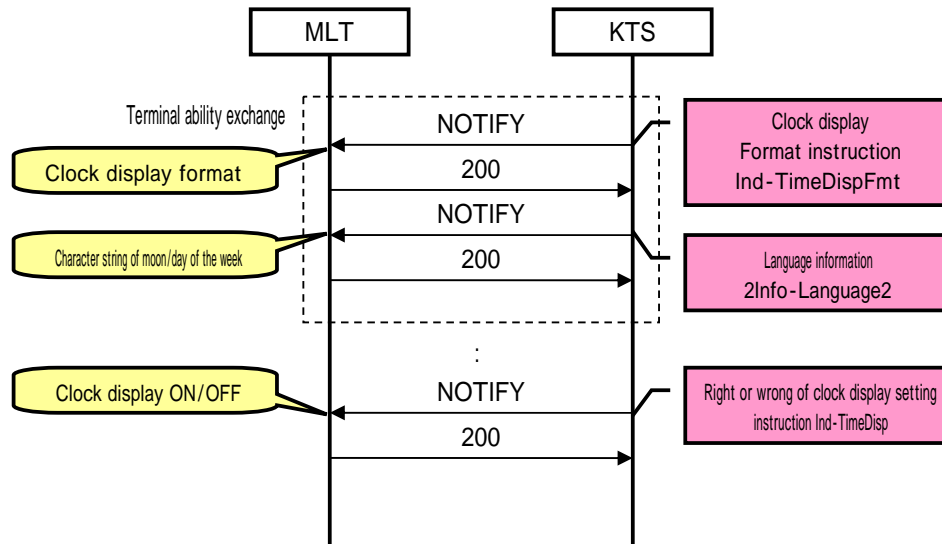 MLT
KTS
Terminal ability exchange
NOTIFY
Clock display
Format instruction
Ind-TimeDispFmt
Clock display format
200
NOTIFY
Character string of moon/day of the week
200
Language information
2Info-Language2
:
Clock display ON/OFF
NOTIFY
Right or wrong of clock display setting
instruction Ind-TimeDisp
200